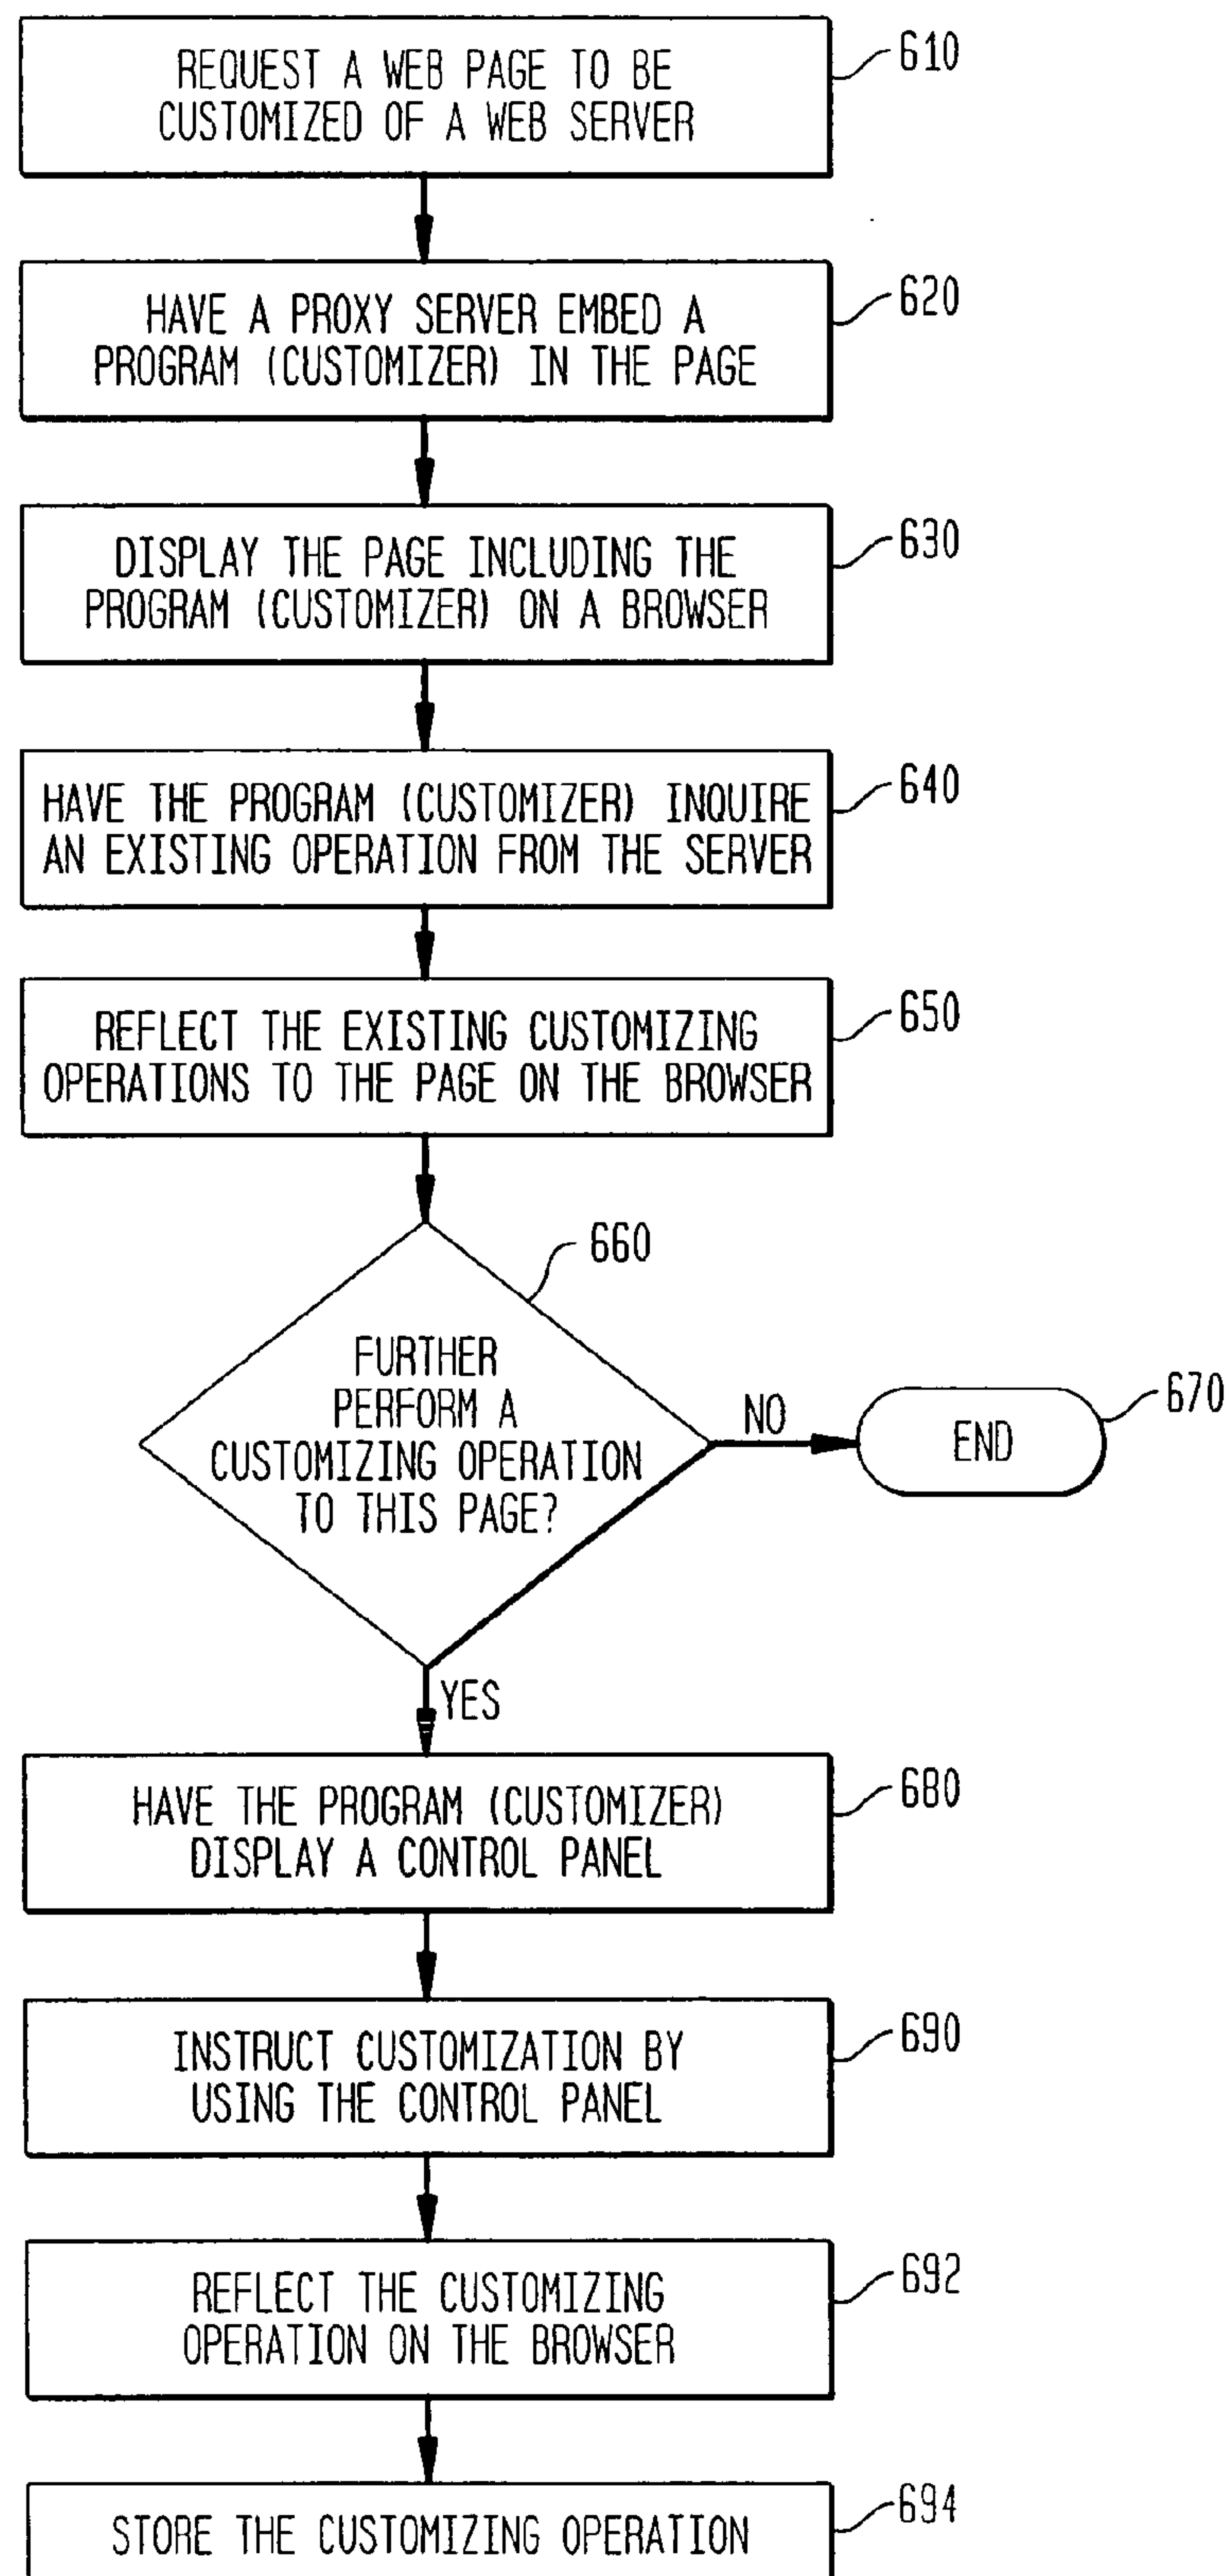 REQUEST A WEB PAGE TO BE
CUSTOMIZED OF A WEB SERVER
610
HAVE A PROXY SERVER EMBED A
PROGRAM (CUSTOMIZER) IN THE PAGE
620
DISPLAY THE PAGE INCLUDING THE
PROGRAM (CUSTOMIZER) ON A BROWSER
630
HAVE THE PROGRAM (CUSTOMIZER) INQUIRE
AN EXISTING OPERATION FROM THE SERVER
640
REFLECT THE EXISTING CUSTOMIZING
OPERATIONS TO THE PAGE ON THE BROWSER
650
FURTHER
PERFORM A
CUSTOMIZING OPERATION
TO THIS PAGE?
660
NO
END
670
YES
HAVE THE PROGRAM (CUSTOMIZER)
DISPLAY A CONTROL PANEL
680
INSTRUCT CUSTOMIZATION BY
USING THE CONTROL PANEL
690
REFLECT THE CUSTOMIZING
OPERATION ON THE BROWSER
692
STORE THE CUSTOMIZING OPERATION
694